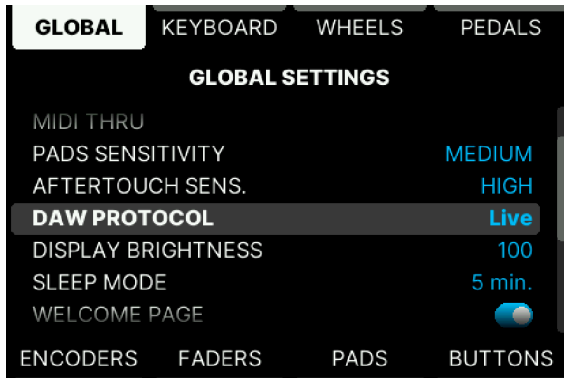 GLOBAL KEYBOARD WHEELS PEDALS
GLOBAL SETTINGS
MIDI THRU
PADS SENSITIVITY MEDIUM
AFTERTOUCH SENS. HIGH
DAW PROTOCOL Live
DISPLAY BRIGHTNESS 100
SLEEP MODE 5 min.
WELCOME PAGE
ENCODERS FADERS PADS BUTTONS